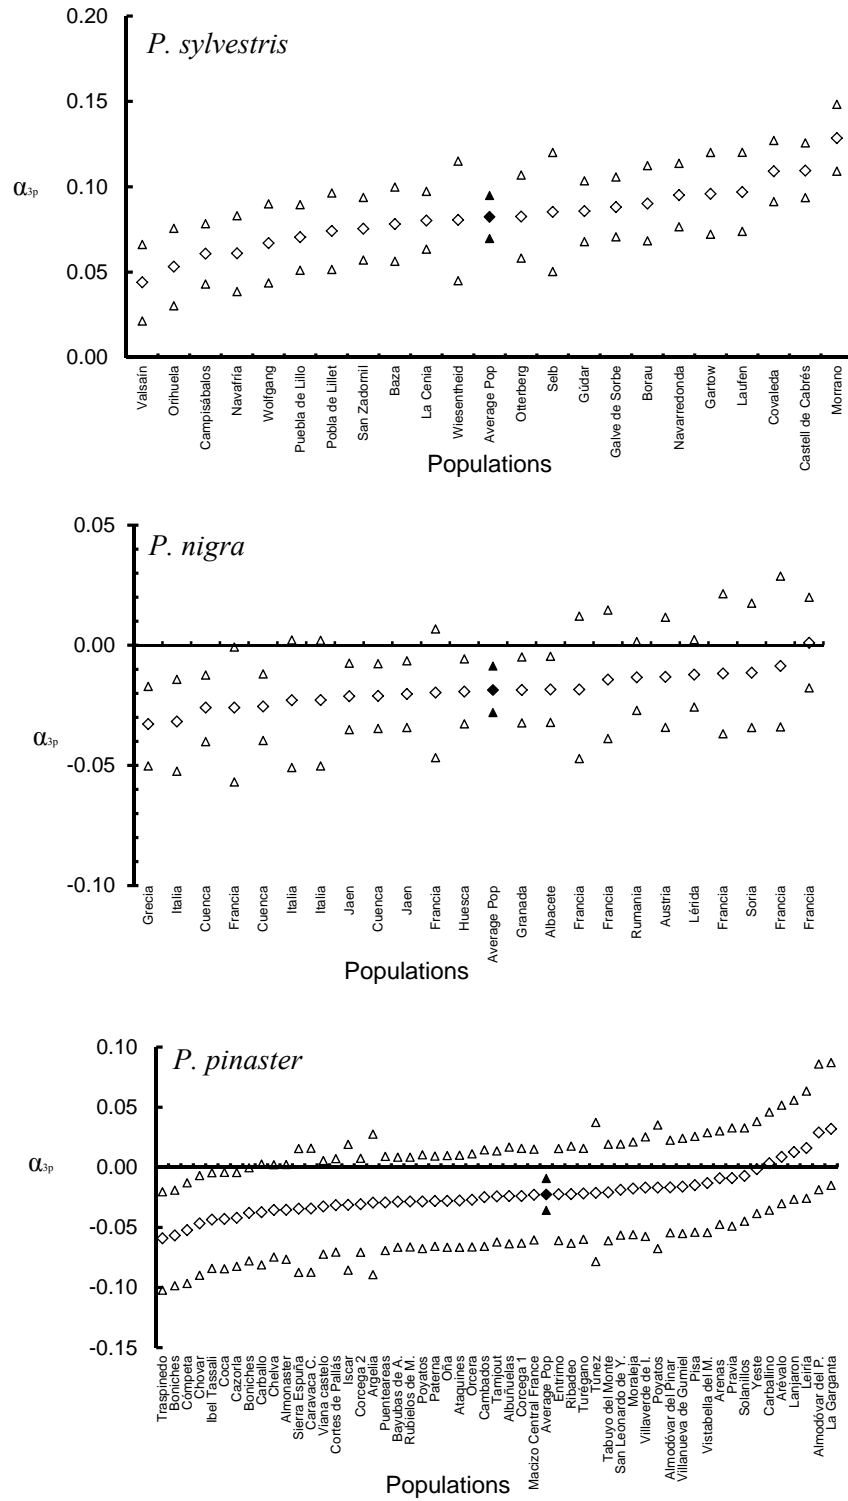 0.20
P. sylvestris
0.15
α3p
0.10
0.05
0.00
Valsain
Orihuela
Campisábalos
Navafría
Wolfgang
Puebla de Lillo
Pobla de Lillet
San Zadornil
Baza
La Cenia
Wiesentheid
Average Pop
Otterberg
Selb
Gúdar
Galve de Sorbe
Borau
Navarredonda
Gartow
Laufen
Covaleda
Castell de Cabrés
Morrano
Populations
0.05
P. nigra
0.00
α3p
-0.05
-0.10
Grecia
Italia
Cuenca
Francia
Cuenca
Italia
Italia
Jaen
Cuenca
Jaen
Francia
Huesca
Average Pop
Granada
Albacete
Francia
Francia
Rumania
Austria
Lérida
Francia
Soria
Francia
Francia
Populations
0.10
P. pinaster
0.05
α3p
0.00
-0.05
-0.10
-0.15
Traspinedo
Boniches
Cómpeta
Chovar
Ibel Tassali
Coca
Cazorla
Boniches
Carballo
Chelva
Almonaster
Sierra Espuña
Caravaca C.
Viana castelo
Cortes de Pallás
Iscar
Corcega 2
Argelia
Puenteareas
Bayubas de A.
Rubielos de M.
Poyatos
Paterna
Oña
Ataquines
Orcera
Cambados
Tamjout
Albuñuelas
Corcega 1
Macizo Central France
Average Pop
Entrimo
Ribadeo
Turégano
Túnez
Tabuyo del Monte
San Leonardo de Y.
Moraleja
Villaverde de I.
Poyatos
Almodóvar del Pinar
Villanueva de Gumiel
Pisa
Vistabella del M.
Arenas
Pravia
Solanillos
Yeste
Carballino
Arévalo
Lanjaron
Leiría
Almodóvar del P.
La Garganta
Populations